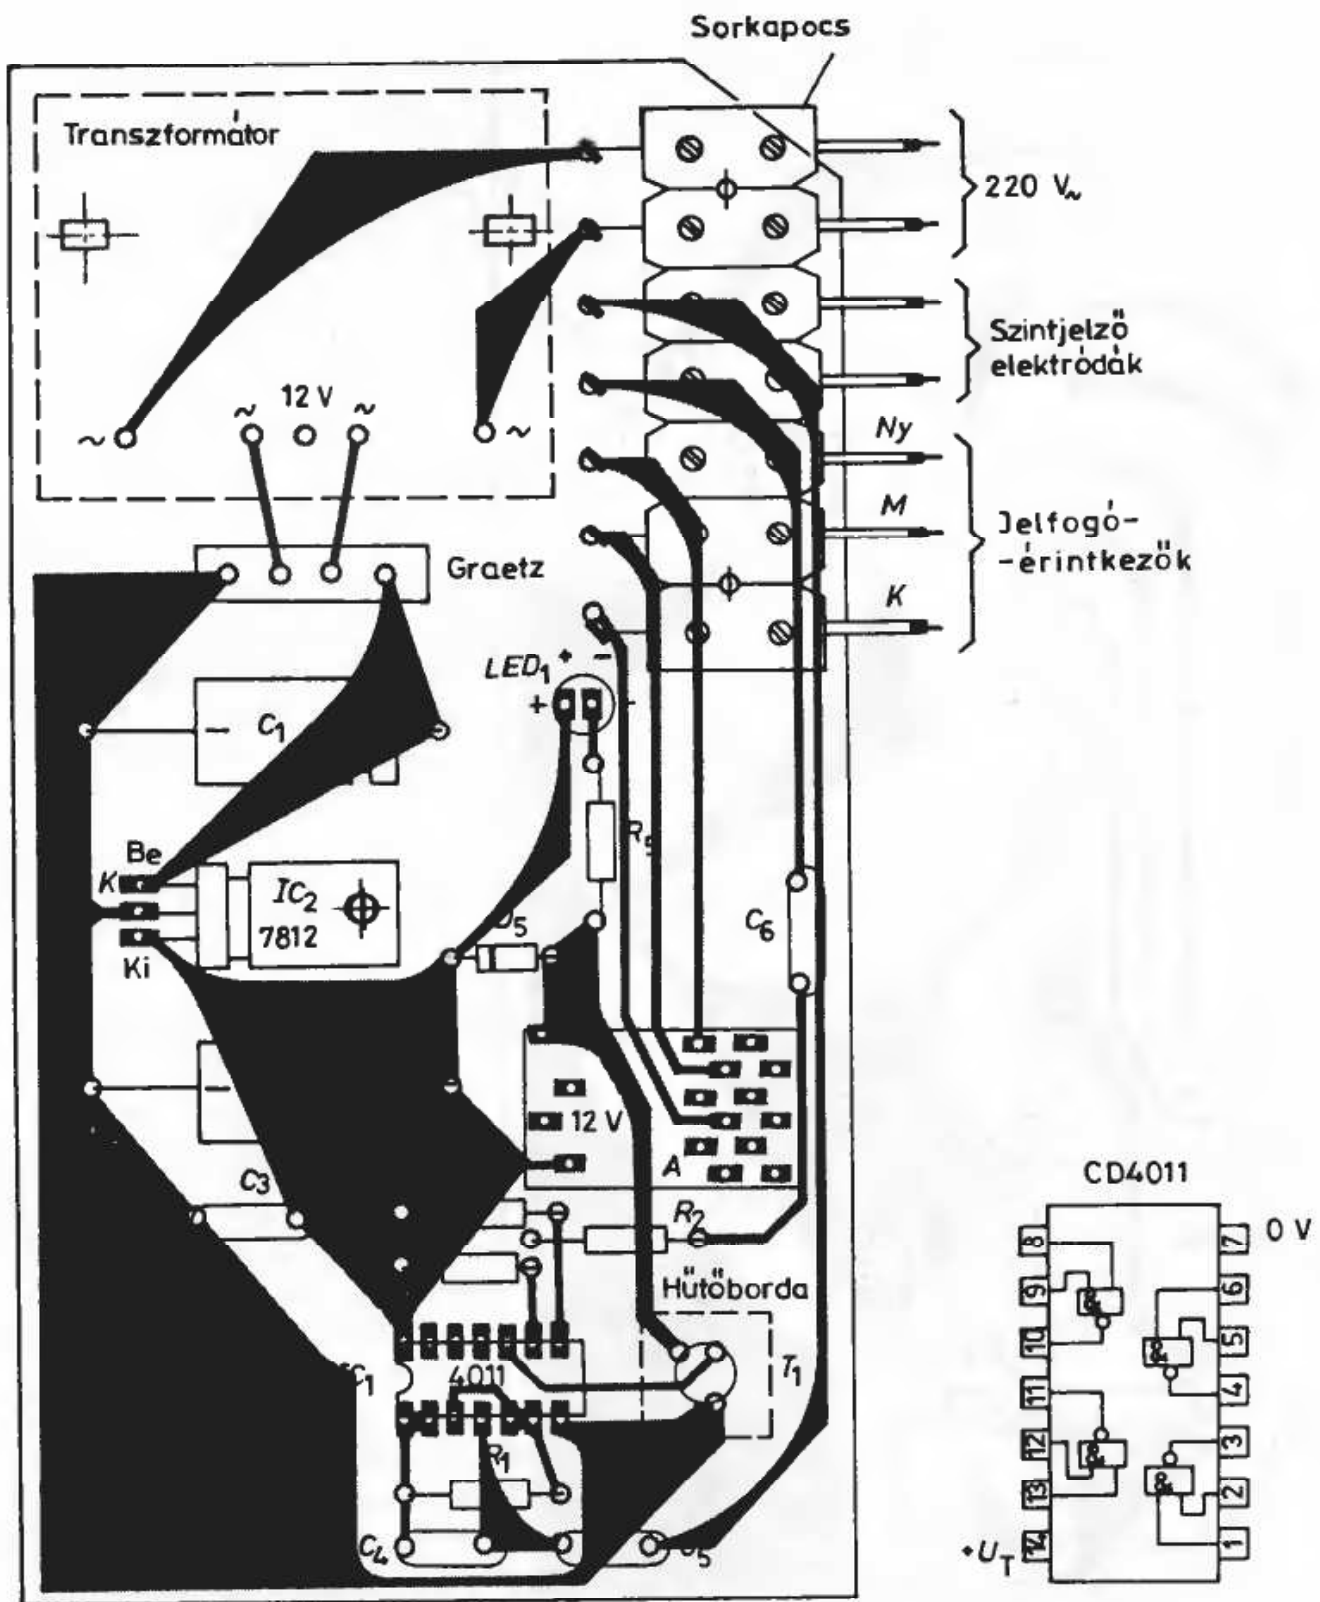 Sorkapocs
Transzformátor
220 V~
Szintjelző
elektródák
~ 12 V ~
~ ~
Ny
M
Jelfogó-
-érintkezők
K
Graetz
LED1 + -
+ -
C1
-
R5
Be
K
IC2
7812
Ki
D5
C6
-
12 V
A
C3
R2
Hűtőborda
4011
T1
R1
C4
CD4011
8 7 0 V
9 6
10 5
11 4
12 3
13 2
+UT 14 1